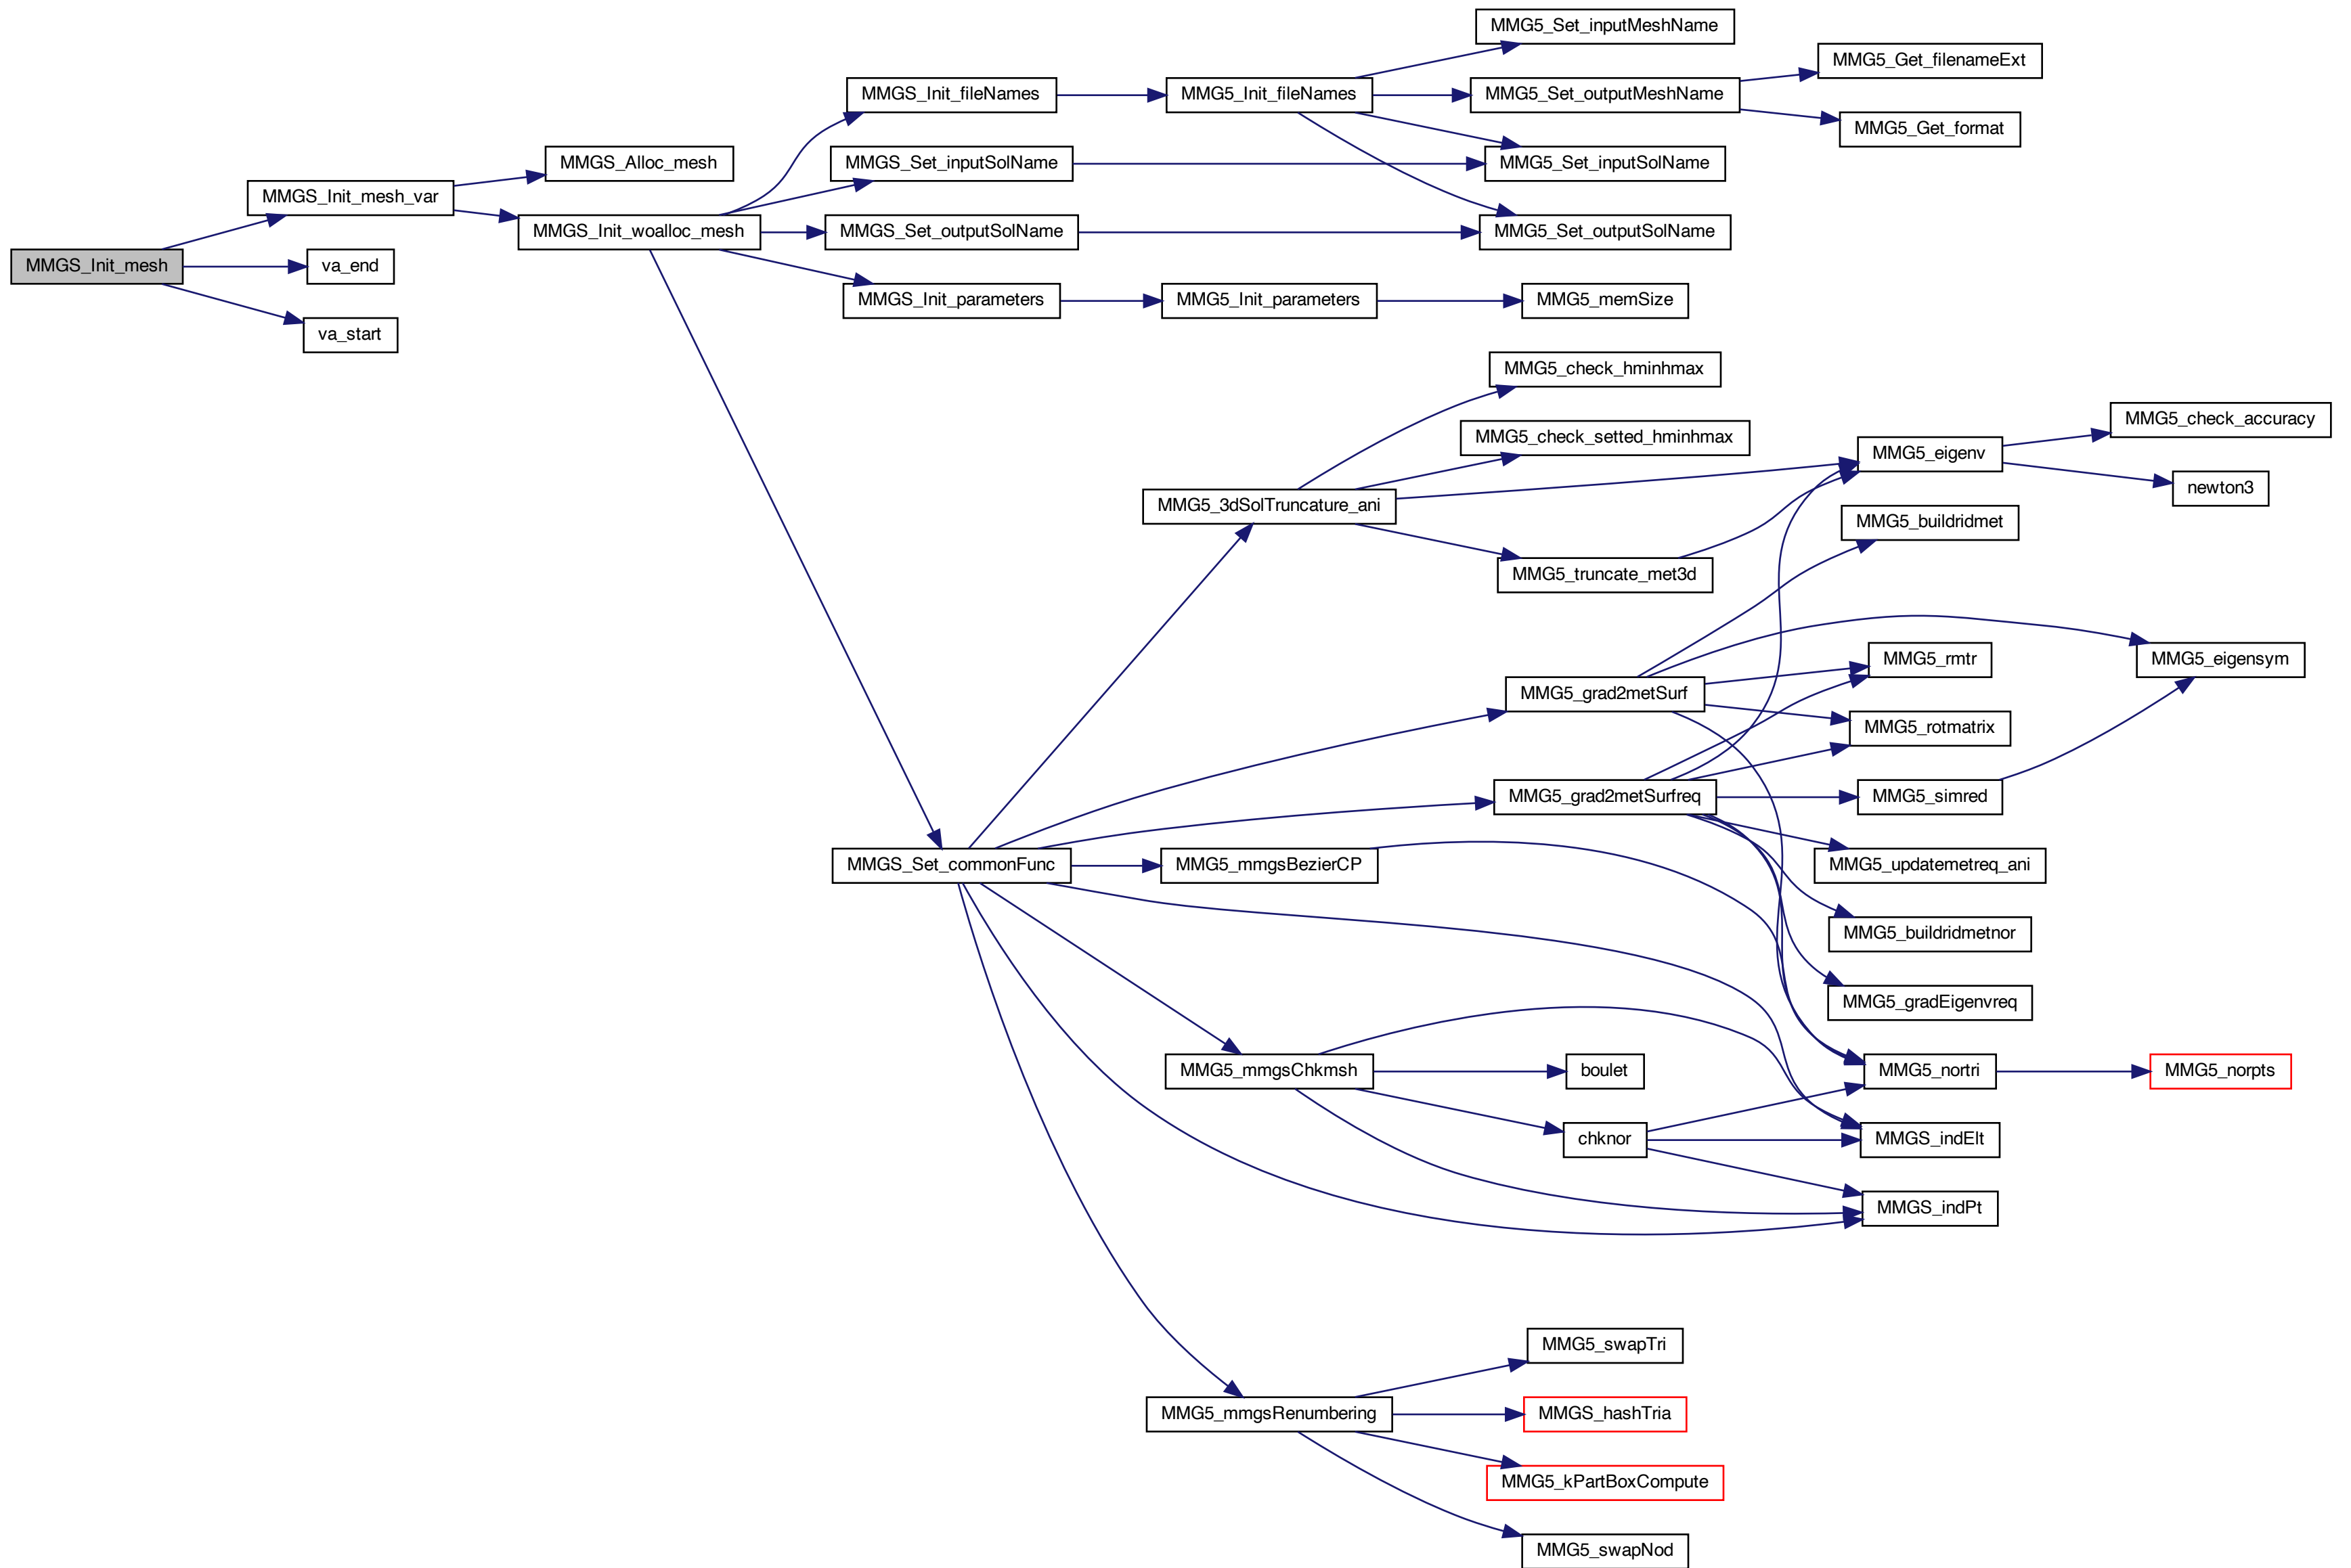 MMGS_Init_mesh
MMGS_Init_mesh_var
va_end
va_start
MMGS_Alloc_mesh
MMGS_Init_woalloc_mesh
MMGS_Init_fileNames
MMGS_Set_inputSolName
MMGS_Set_outputSolName
MMGS_Init_parameters
MMGS_Set_commonFunc
MMG5_Init_fileNames
MMG5_Init_parameters
MMG5_3dSolTruncature_ani
MMG5_mmgsBezierCP
MMG5_mmgsChkmsh
MMG5_mmgsRenumbering
MMG5_Set_inputMeshName
MMG5_Set_outputMeshName
MMG5_Set_inputSolName
MMG5_Set_outputSolName
MMG5_memSize
MMG5_check_hminhmax
MMG5_check_setted_hminhmax
MMG5_truncate_met3d
MMG5_grad2metSurf
MMG5_grad2metSurfreq
boulet
chknor
MMG5_swapTri
MMGS_hashTria
MMG5_kPartBoxCompute
MMG5_swapNod
MMG5_Get_filenameExt
MMG5_Get_format
MMG5_eigenv
MMG5_buildridmet
MMG5_rmtr
MMG5_rotmatrix
MMG5_simred
MMG5_updatemetreq_ani
MMG5_buildridmetnor
MMG5_gradEigenvreq
MMG5_nortri
MMGS_indElt
MMGS_indPt
MMG5_check_accuracy
newton3
MMG5_eigensym
MMG5_norpts